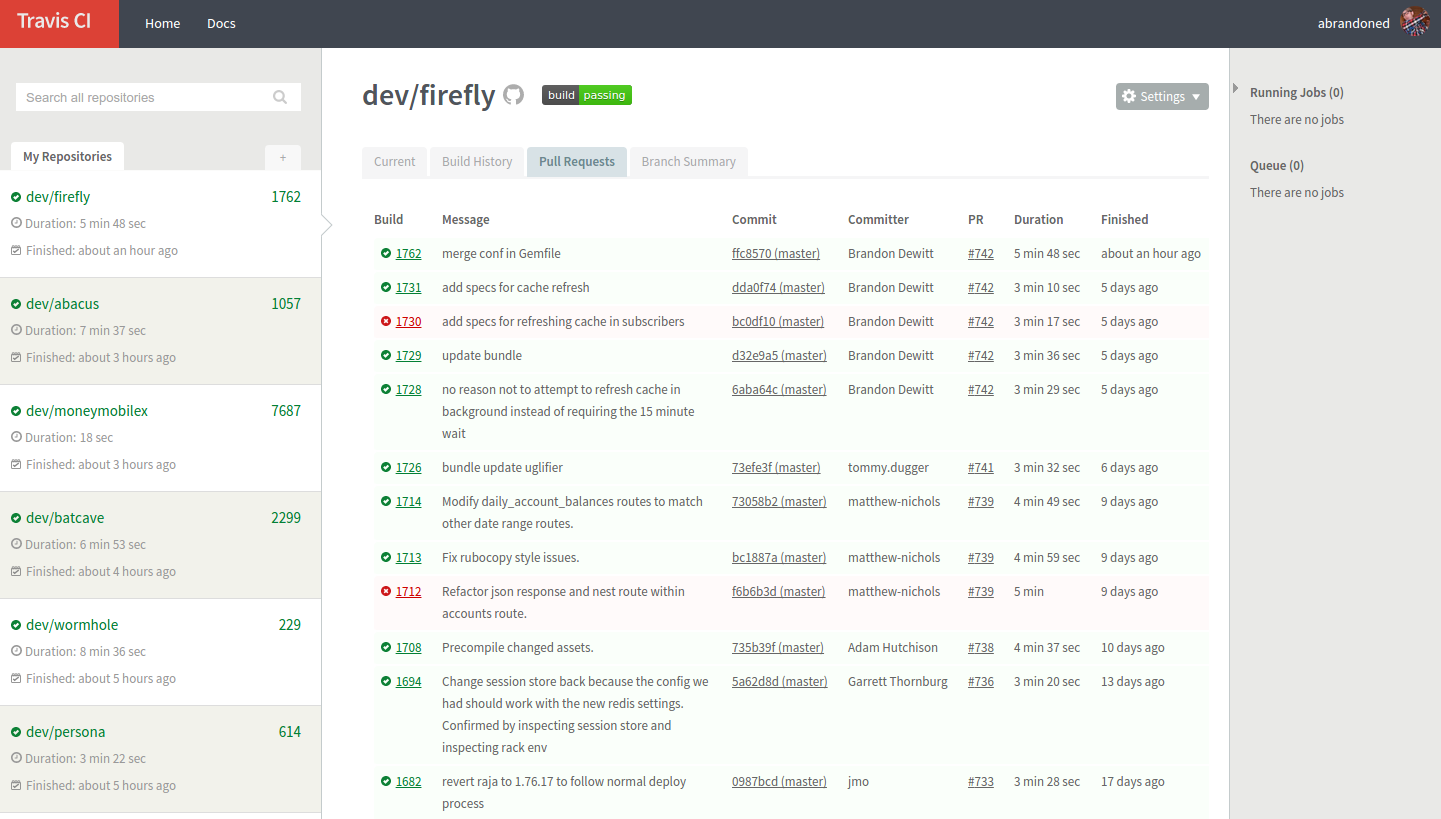 Travis CI
Home
Docs
abrandoned
Search all repositories
My Repositories
+
dev/firefly 1762
Duration: 5 min 48 sec
Finished: about an hour ago
dev/abacus 1057
Duration: 7 min 37 sec
Finished: about 3 hours ago
dev/moneymobilex 7687
Duration: 18 sec
Finished: about 3 hours ago
dev/batcave 2299
Duration: 6 min 53 sec
Finished: about 4 hours ago
dev/wormhole 229
Duration: 8 min 36 sec
Finished: about 5 hours ago
dev/persona 614
Duration: 3 min 22 sec
Finished: about 5 hours ago
dev/firefly
build passing
Settings
Current
Build History
Pull Requests
Branch Summary
Build Message Commit Committer PR Duration Finished
1762 merge conf in Gemfile ffc8570 (master) Brandon Dewitt #742 5 min 48 sec about an hour ago
1731 add specs for cache refresh dda0f74 (master) Brandon Dewitt #742 3 min 10 sec 5 days ago
1730 add specs for refreshing cache in subscribers bc0df10 (master) Brandon Dewitt #742 3 min 17 sec 5 days ago
1729 update bundle d32e9a5 (master) Brandon Dewitt #742 3 min 36 sec 5 days ago
1728 no reason not to attempt to refresh cache in 6aba64c (master) Brandon Dewitt #742 3 min 29 sec 5 days ago
background instead of requiring the 15 minute
wait
1726 bundle update uglifier 73efe3f (master) tommy.dugger #741 3 min 32 sec 6 days ago
1714 Modify daily_account_balances routes to match 73058b2 (master) matthew-nichols #739 4 min 49 sec 9 days ago
other date range routes.
1713 Fix rubocopy style issues. bc1887a (master) matthew-nichols #739 4 min 59 sec 9 days ago
1712 Refactor json response and nest route within f6b6b3d (master) matthew-nichols #739 5 min 9 days ago
accounts route.
1708 Precompile changed assets. 735b39f (master) Adam Hutchison #738 4 min 37 sec 10 days ago
1694 Change session store back because the config we 5a62d8d (master) Garrett Thornburg #736 3 min 20 sec 13 days ago
had should work with the new redis settings.
Confirmed by inspecting session store and
inspecting rack env
1682 revert raja to 1.76.17 to follow normal deploy 0987bcd (master) jmo #733 3 min 28 sec 17 days ago
process
Running Jobs (0)
There are no jobs
Queue (0)
There are no jobs